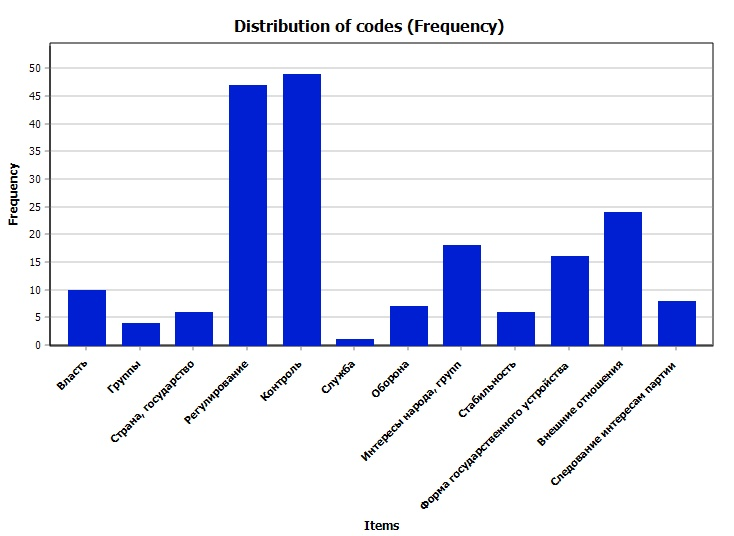 Distribution of codes (Frequency)
Frequency
50
45
40
35
30
25
20
15
10
5
0
Власть
Группы
Страна, государство
Регулирование
Контроль
Служба
Оборона
Интересы народа, групп
Стабильность
Форма государственного устройства
Внешние отношения
Следование интересам партии
Items